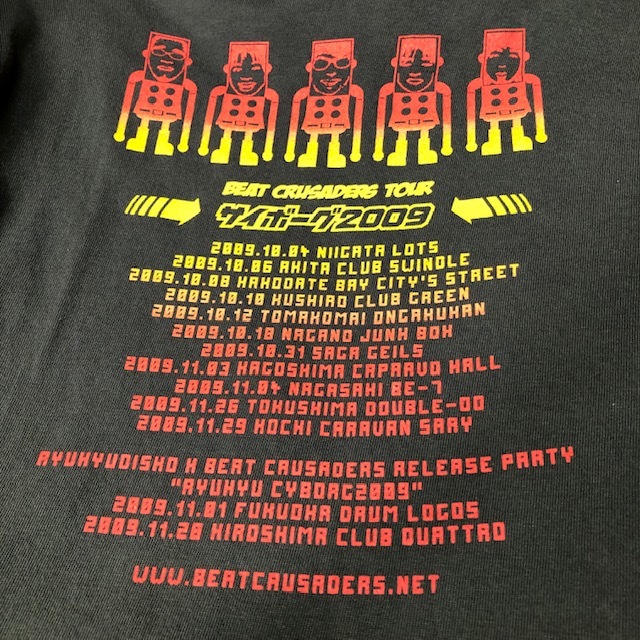 BEAT CRUSADERS TOUR
サイボーグ2009
2009.10.04 NIIGATA LOTS
2009.10.06 AKITA CLUB SWINDLE
2009.10.08 HAKODATE BAY CITY'S STREET
2009.10.10 KUSHIRO CLUB GREEN
2009.10.12 TOMAKOMAI ONGAKUKAN
2009.10.18 NAGANO JUNK BOX
2009.10.31 SAGA GEILS
2009.11.03 KAGOSHIMA CAPARVO HALL
2009.11.04 NAGASAKI BE-7
2009.11.26 TOKUSHIMA DOUBLE-OO
2009.11.29 KOCHI CARAVAN SARY
RYUKYUDISKO X BEAT CRUSADERS RELEASE PARTY
"RYUKYU CYBORG2009"
2009.11.01 FUKUOKA DRUM LOGOS
2009.11.28 HIROSHIMA CLUB QUATTRO
WWW.BEATCRUSADERS.NET